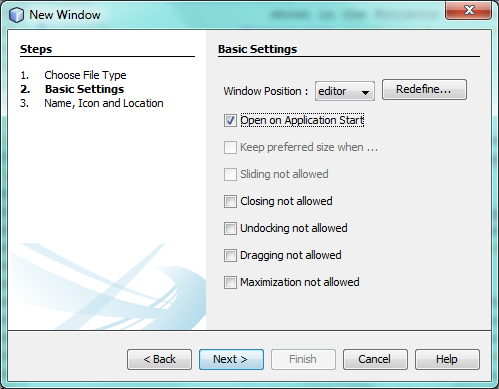 New Window
Steps
1. Choose File Type
2. Basic Settings
3. Name, Icon and Location
Basic Settings
Window Position : editor Redefine...
Open on Application Start
Keep preferred size when ...
Sliding not allowed
Closing not allowed
Undocking not allowed
Dragging not allowed
Maximization not allowed
< Back Next > Finish Cancel Help